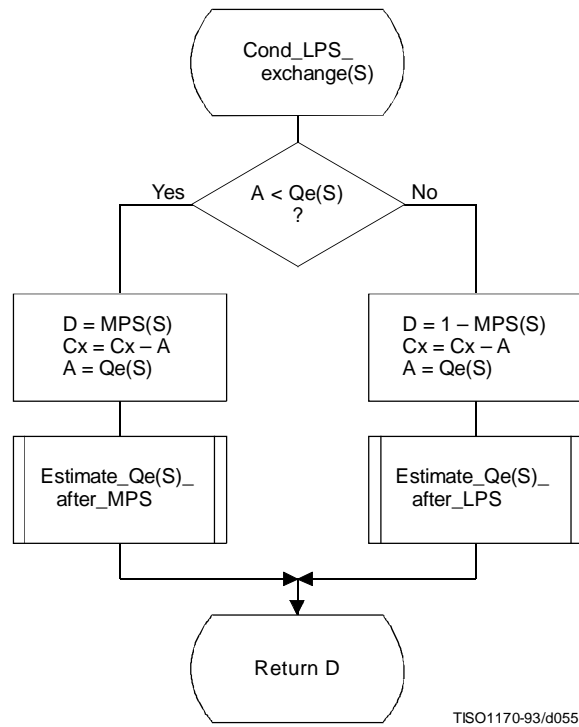 Cond_LPS_
exchange(S)
A < Qe(S)
?
Yes
No
D = MPS(S)
Cx = Cx – A
A = Qe(S)
D = 1 – MPS(S)
Cx = Cx – A
A = Qe(S)
Estimate_Qe(S)_
after_MPS
Estimate_Qe(S)_
after_LPS
Return D
TISO1170-93/d055